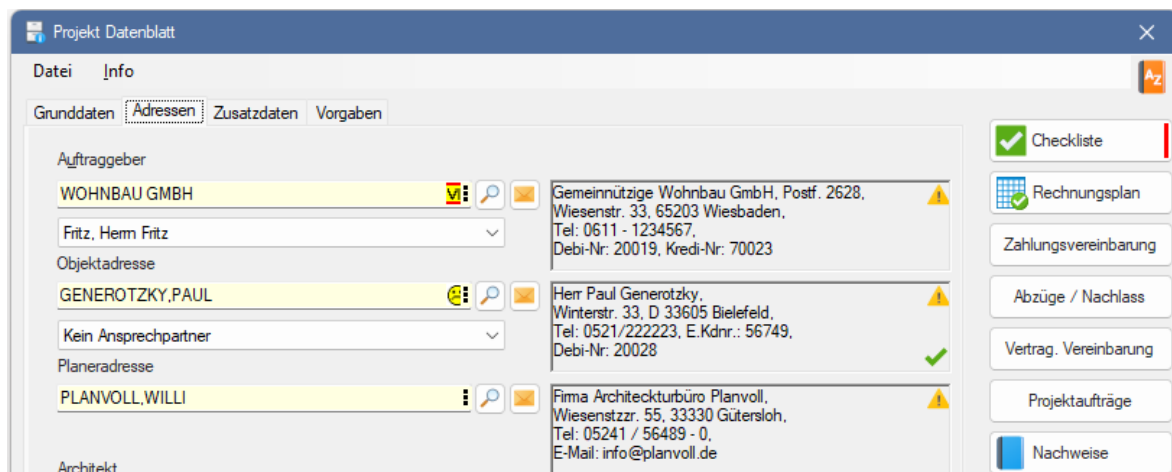 Projekt Datenblatt
Datei Info
AZ
Grunddaten Adressen Zusatzdaten Vorgaben
Auftraggeber
WOHNBAU GMBH
VI
Fritz, Herrn Fritz
Gemeinnützige Wohnbau GmbH, Postf. 2628,
Wiesenstr. 33, 65203 Wiesbaden,
Tel: 0611 - 1234567,
Debi-Nr: 20019, Kredi-Nr: 70023
Objektadresse
GENEROTZKY,PAUL
Kein Ansprechpartner
Herr Paul Generotzky,
Winterstr. 33, D 33605 Bielefeld,
Tel: 0521/222223, E.Kdnr.: 56749,
Debi-Nr: 20028
Planeradresse
PLANVOLL,WILLI
Firma Architeckturbüro Planvoll,
Wiesenstzzr. 55, 33330 Gütersloh,
Tel: 05241 / 56489 - 0,
E-Mail: info@planvoll.de
Architekt
Checkliste
Rechnungsplan
Zahlungsvereinbarung
Abzüge / Nachlass
Vertrag. Vereinbarung
Projektaufträge
Nachweise